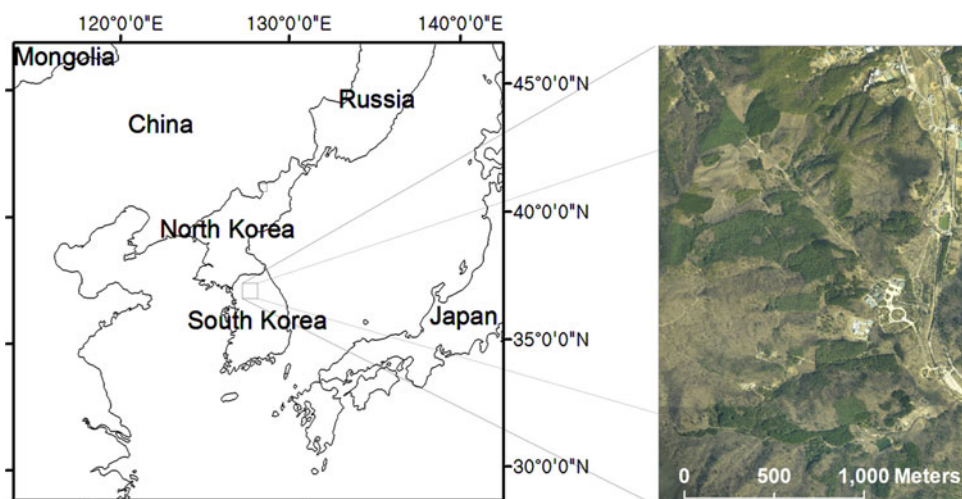 120°0'0"E 130°0'0"E 140°0'0"E
Mongolia
45°0'0"N
Russia
China
40°0'0"N
North Korea
South Korea
Japan
35°0'0"N
30°0'0"N
0 500 1,000 Meters